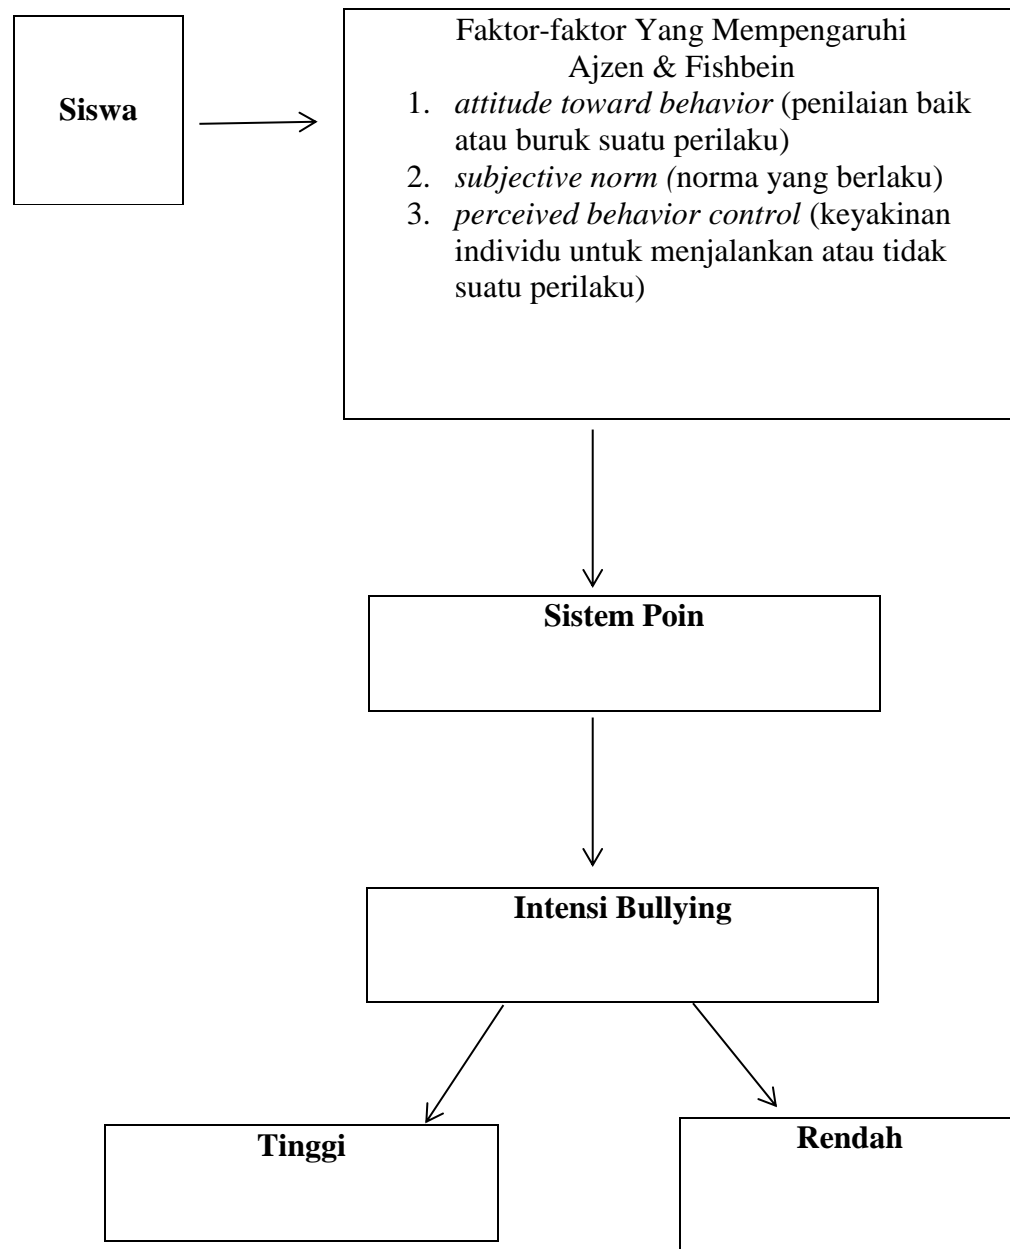 Siswa
Faktor-faktor Yang Mempengaruhi
Ajzen & Fishbein
1. attitude toward behavior (penilaian baik
atau buruk suatu perilaku)
2. subjective norm (norma yang berlaku)
3. perceived behavior control (keyakinan
individu untuk menjalankan atau tidak
suatu perilaku)
Sistem Poin
Intensi Bullying
Tinggi
Rendah